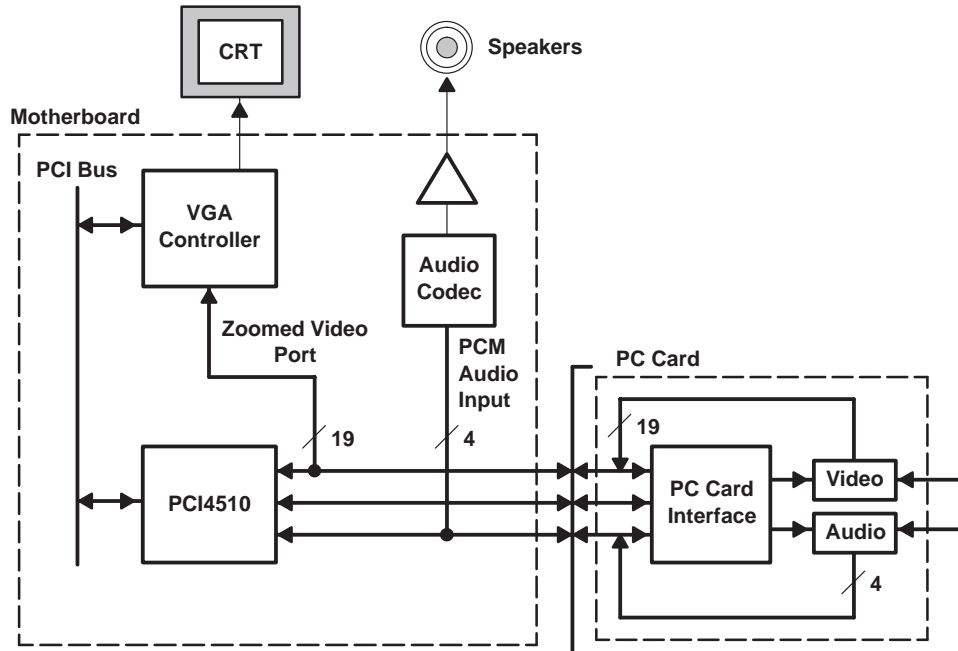 CRT
Speakers
Motherboard
PCI Bus
VGA
Controller
Audio
Codec
Zoomed Video
Port
PCM
Audio
Input
PC Card
19
4
19
PCI4510
PC Card
Interface
Video
Audio
4